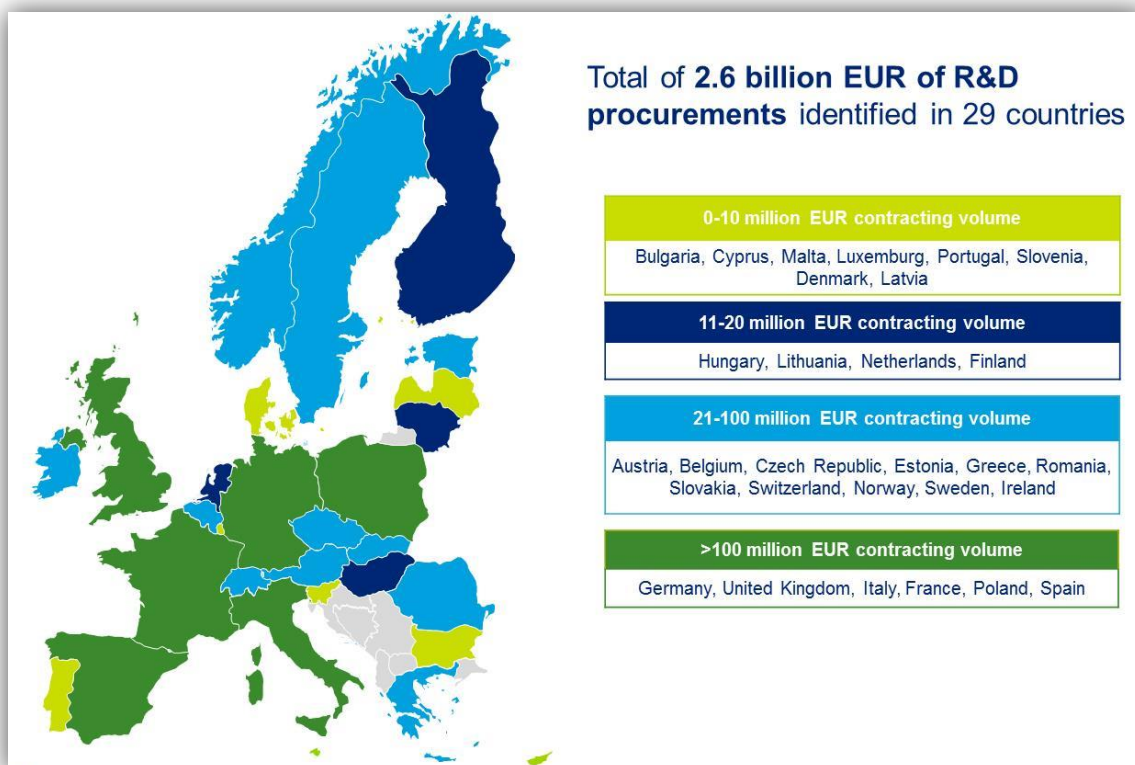 Total of 2.6 billion EUR of R&D
procurements identified in 29 countries
0-10 million EUR contracting volume
Bulgaria, Cyprus, Malta, Luxemburg, Portugal, Slovenia,
Denmark, Latvia
11-20 million EUR contracting volume
Hungary, Lithuania, Netherlands, Finland
21-100 million EUR contracting volume
Austria, Belgium, Czech Republic, Estonia, Greece, Romania,
Slovakia, Switzerland, Norway, Sweden, Ireland
>100 million EUR contracting volume
Germany, United Kingdom, Italy, France, Poland, Spain